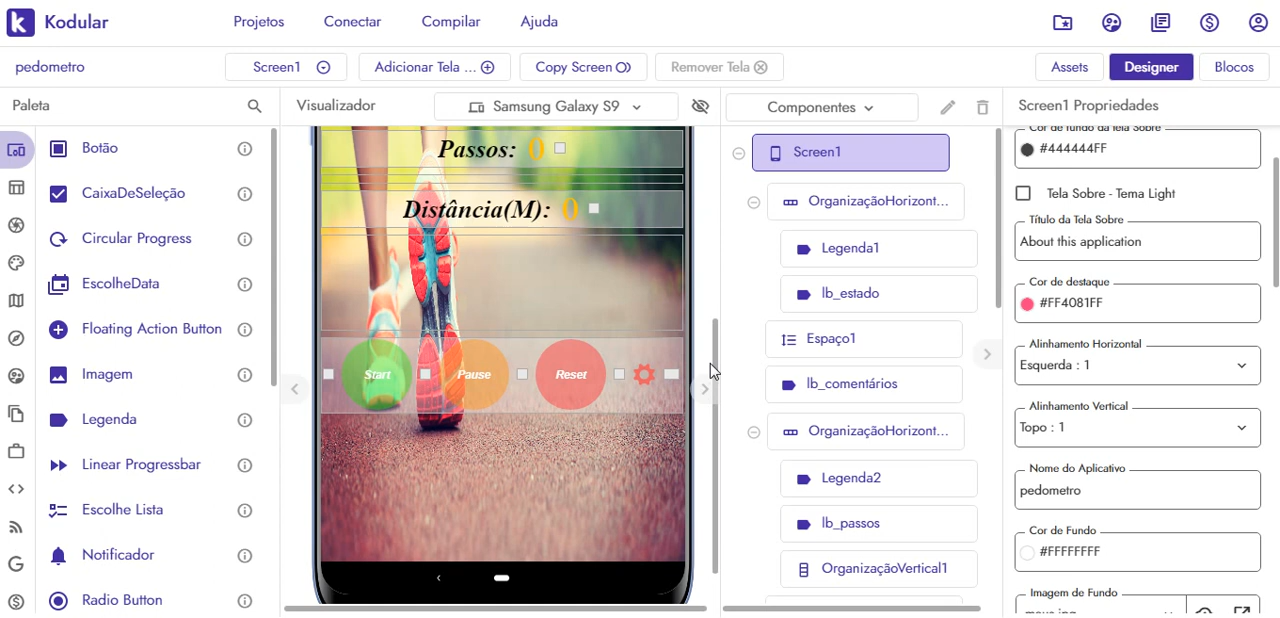 Kodular
Projetos
Conectar
Compilar
Ajuda
pedometro
Screen1
Adicionar Tela ...
Copy Screen
Remover Tela
Assets
Designer
Blocos
Paleta
Visualizador
Samsung Galaxy S9
Componentes
Screen1 Propriedades
Botão
CaixaDeSeleção
Circular Progress
EscolheData
Floating Action Button
Imagem
Legenda
Linear Progressbar
Escolhe Lista
Notificador
Radio Button
Passos: 0
Distância(M): 0
Start
Pause
Reset
Screen1
OrganizaçãoHorizont...
Legenda1
lb_estado
Espaço1
lb_comentários
OrganizaçãoHorizont...
Legenda2
lb_passos
OrganizaçãoVertical1
Cor de fundo da Tela Sobre
#444444FF
Tela Sobre - Tema Light
Título da Tela Sobre
About this application
Cor de destaque
#FF4081FF
Alinhamento Horizontal
Esquerda : 1
Alinhamento Vertical
Topo : 1
Nome do Aplicativo
pedometro
Cor de Fundo
#FFFFFFFF
Imagem de Fundo